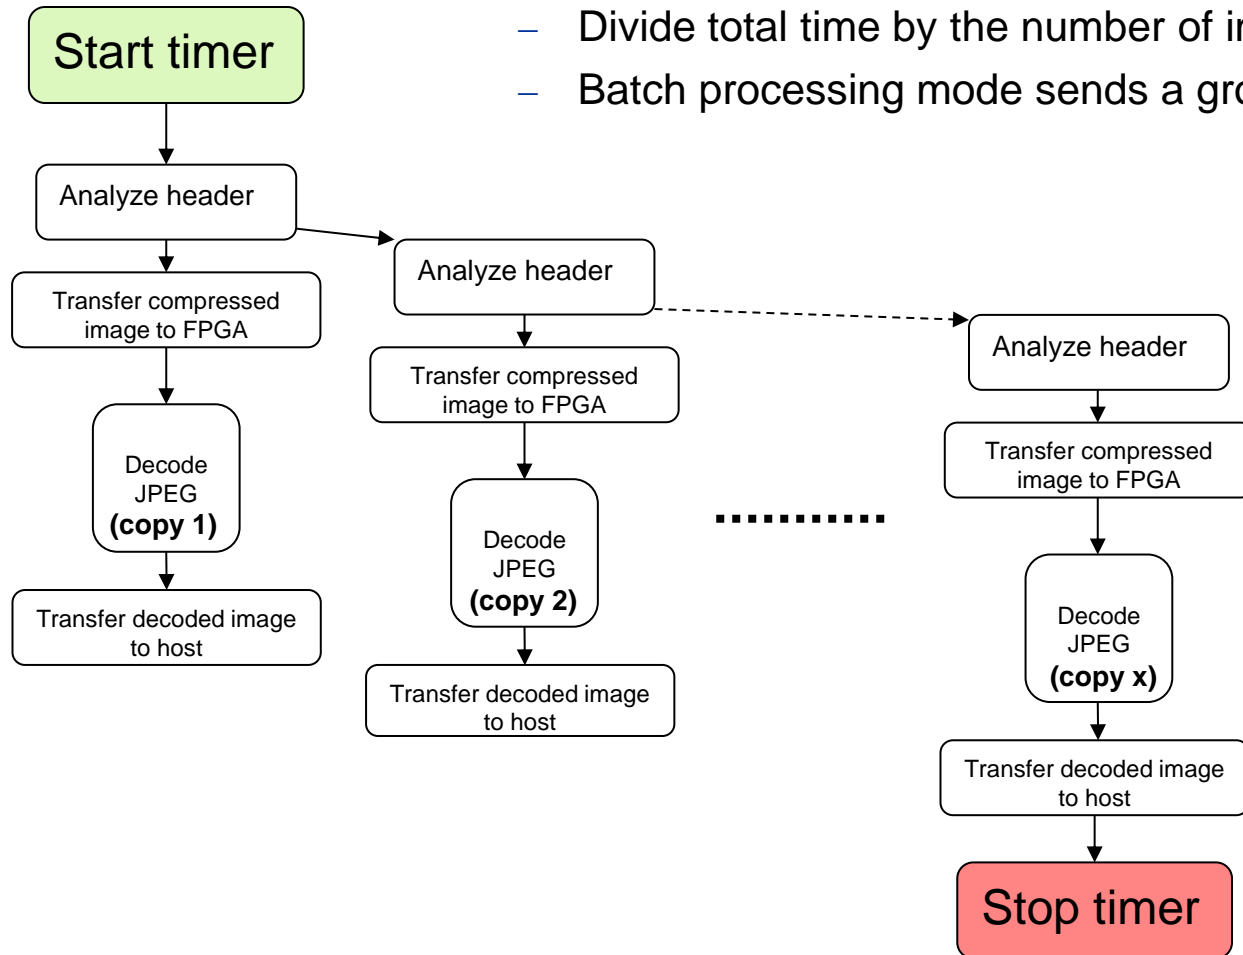 Start timer
Divide total time by the number of
Batch processing mode sends a
Analyze header
Transfer compressed
image to FPGA
Decode
JPEG
(copy 1)
Transfer decoded image
to host
Analyze header
Transfer compressed
image to FPGA
Decode
JPEG
(copy 2)
Transfer decoded image
to host
Analyze header
Transfer compressed
image to FPGA
Decode
JPEG
(copy x)
Transfer decoded image
to host
Stop timer